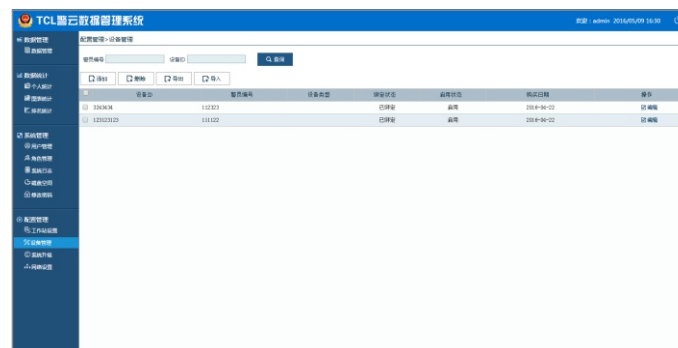 TCL警云数据管理系统
欢迎：admin 2016/05/09 16:30
数据管理
数据管理
数据统计
个人统计
图表统计
排名统计
系统管理
用户管理
角色管理
系统日志
磁盘空间
修改密码
配置管理
工作站设置
设备管理
系统升级
网络设置
配置管理>设备管理
警员编号 设备ID 查询
添加 删除 导出 导入
设备ID 警员编号 设备类型 绑定状态 启用状态 购买日期 操作
112323 已绑定 启用 2016-04-22 编辑
123123123 111122 已绑定 启用 2016-04-22 编辑